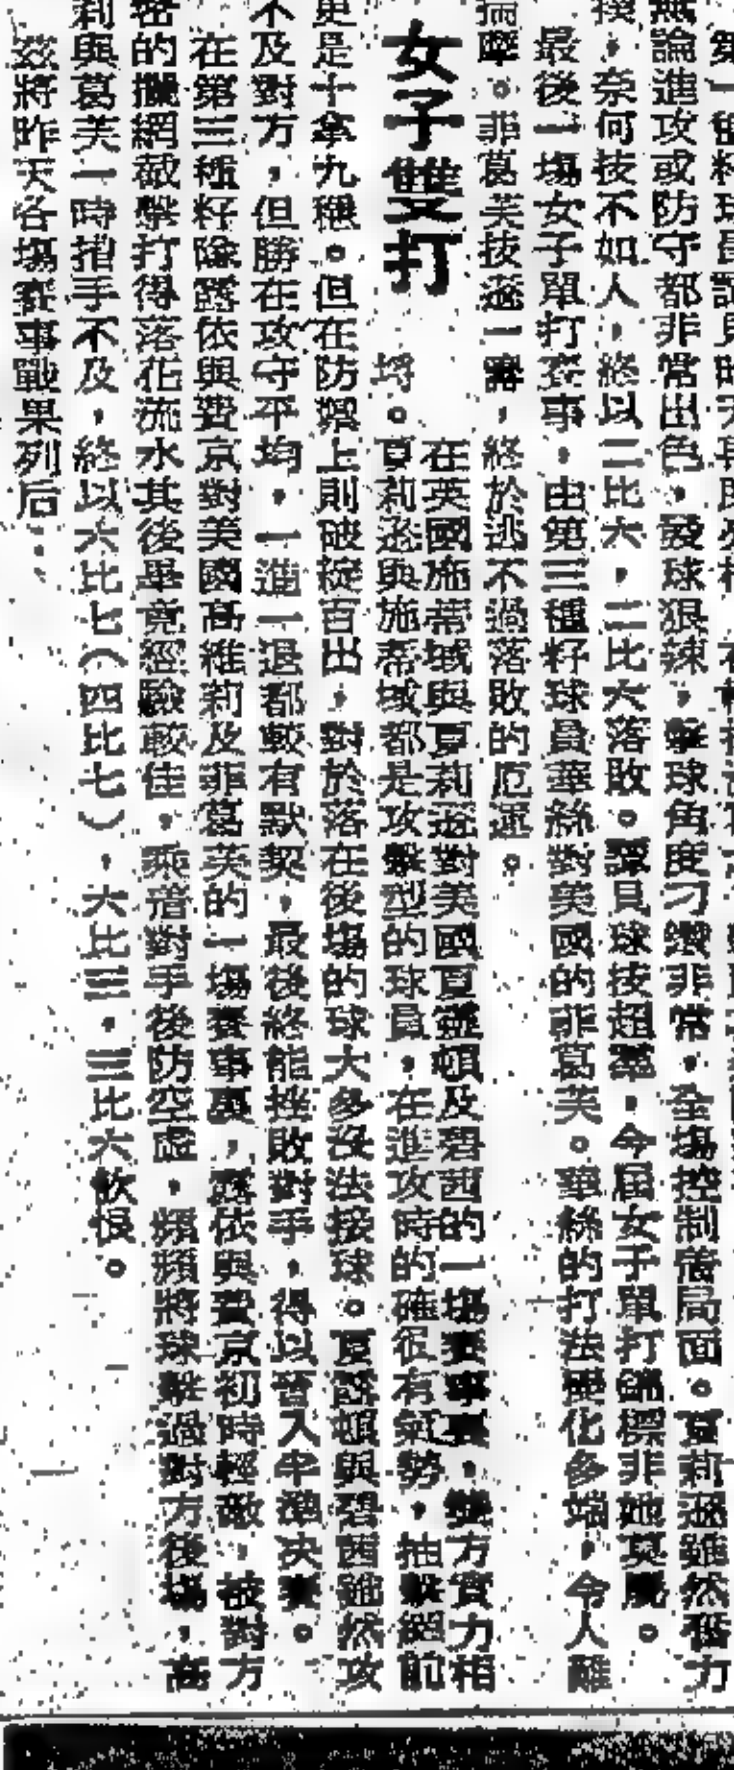 無論進攻或防守都非常出色，發球狠辣，擊球角度刁鑽非常，全場控制着局面。夏莉遜雖然奮力
撲，奈何技不如人，終以二比六，二比六落敗。譚貝球技超羣，今屆女子單打錦標非她莫屬。
最後一場女子單打賽事，由第三種籽球員華絲對美國的菲葛芙。華絲的打法變化多端，令人難
揣摩。菲葛芙技遜一籌，終於逃不過落敗的厄運。
女子雙打
在英國施蒂域與夏莉遜對美國夏靈頓及碧茜的一場賽事裏，雙方實力相
埒。夏莉遜與施蒂域都是攻擊型的球員，在進攻時的確很有氣勢，抽擊網前
更是十拿九穩。但在防禦上則破綻百出，對於落在後場的球大多沒法接球。夏靈頓與碧茜雖然攻
不及對方，但勝在攻守平均，一進一退都較有默契，最後終能挫敗對手，得以晋入半準決賽。
在第三種籽隊露依與費京對美國高維莉及菲葛芙的一場賽事裏，露依與費京初時輕敵，被對方
密的攔網截擊打得落花流水其後畢竟經驗較佳，乘着對手後防空虛，頻頻將球擊過對方後場，高
莉與葛芙一時措手不及，終以六比七（四比七），六比三，三比六飲恨。
茲將昨天各場賽事戰果列后：